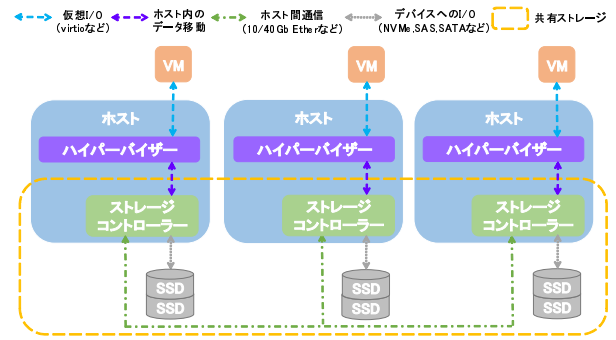 仮想I/O
(virtioなど)
ホスト内の
データ移動
ホスト間通信
(10/40Gb Etherなど)
デバイスへのI/O
(NVMe,SAS,SATAなど)
共有ストレージ
VM
VM
VM
ホスト
ホスト
ホスト
ハイパーバイザー
ハイパーバイザー
ハイパーバイザー
ストレージ
コントローラー
ストレージ
コントローラー
ストレージ
コントローラー
SSD
SSD
SSD
SSD
SSD
SSD